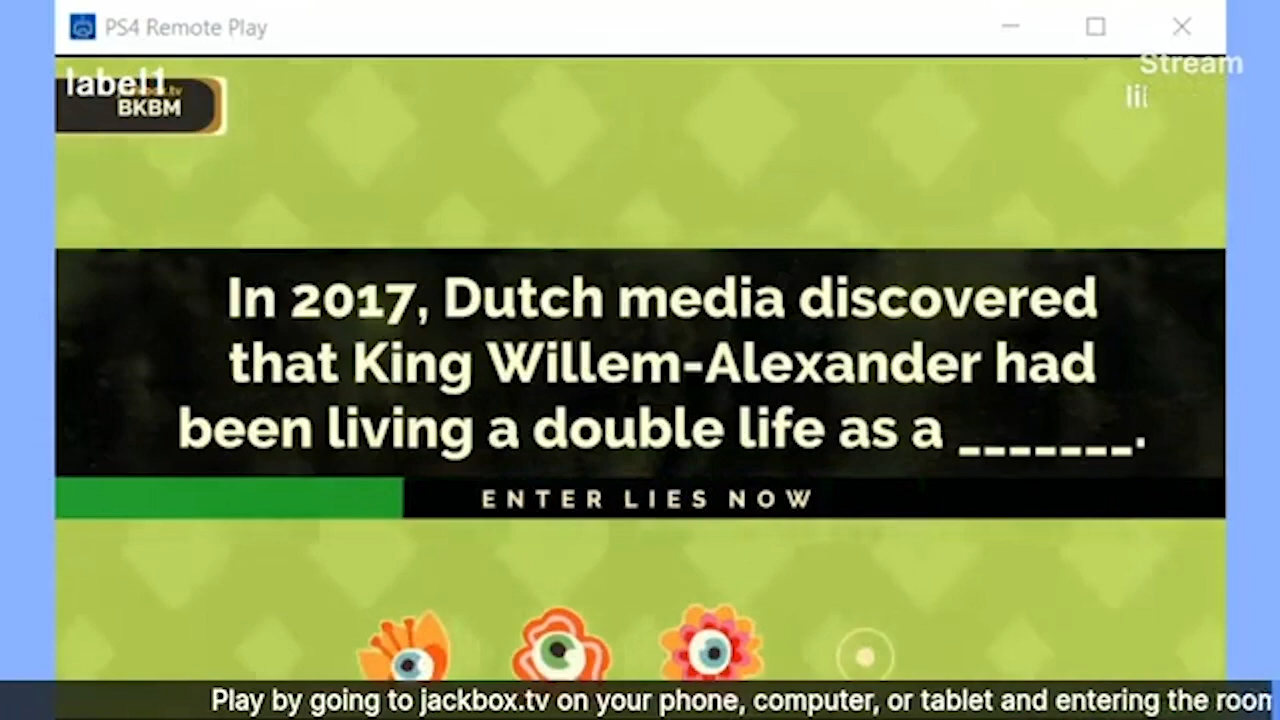 PS4 Remote Play
label1
Stream
BKBM
In 2017, Dutch media discovered
that King Willem-Alexander had
been living a double life as a _______.
ENTER LIES NOW
Play by going to jackbox.tv on your phone, computer, or tablet and entering the room